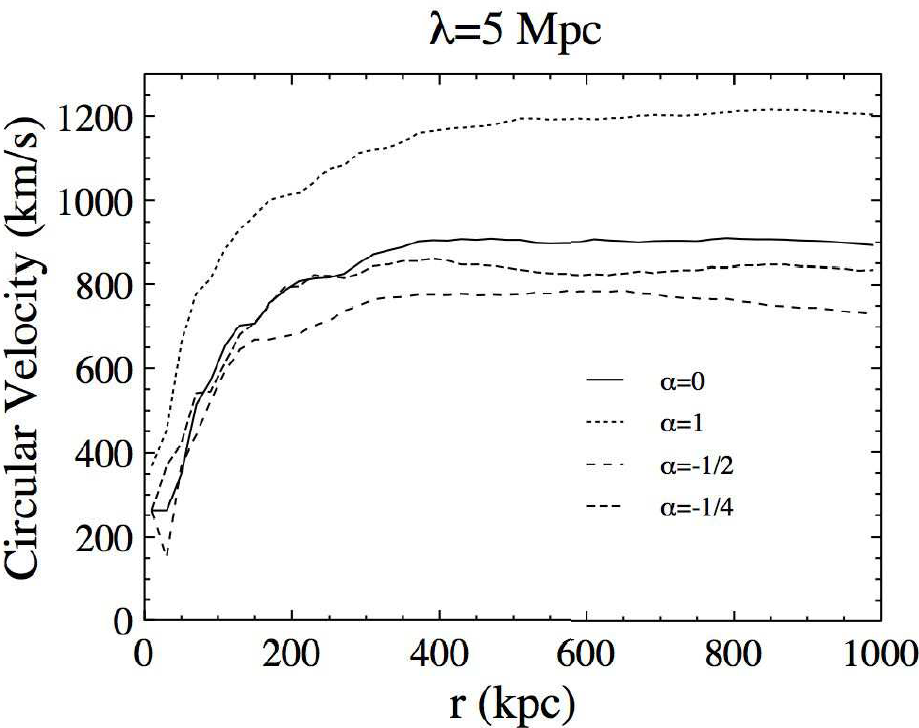 λ=5 Mpc
Circular Velocity (km/s)
1200
1000
800
600
400
200
0
α=0
α=1
α=-1/2
α=-1/4
0 200 400 600 800 1000
r (kpc)